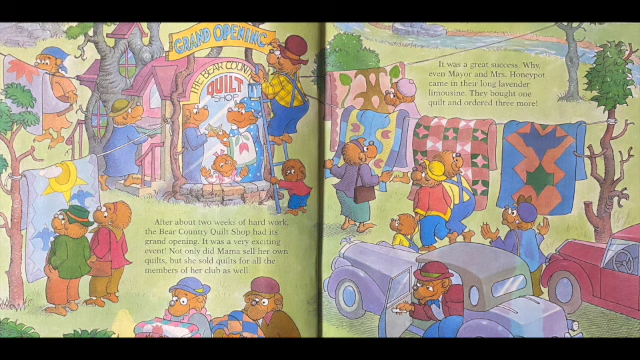 GRAND OPENING
THE BEAR COUNTRY
QUILT
SHOP
After about two weeks of hard work,
the Bear Country Quilt Shop had its
grand opening. It was a very exciting
event! Not only did Mama sell her own
quilts, but she sold quilts for all the
members of her club as well.
It was a great success. Why,
even Mayor and Mrs. Honeypot
came in their long lavender
limousine. They bought one
quilt and ordered three more!